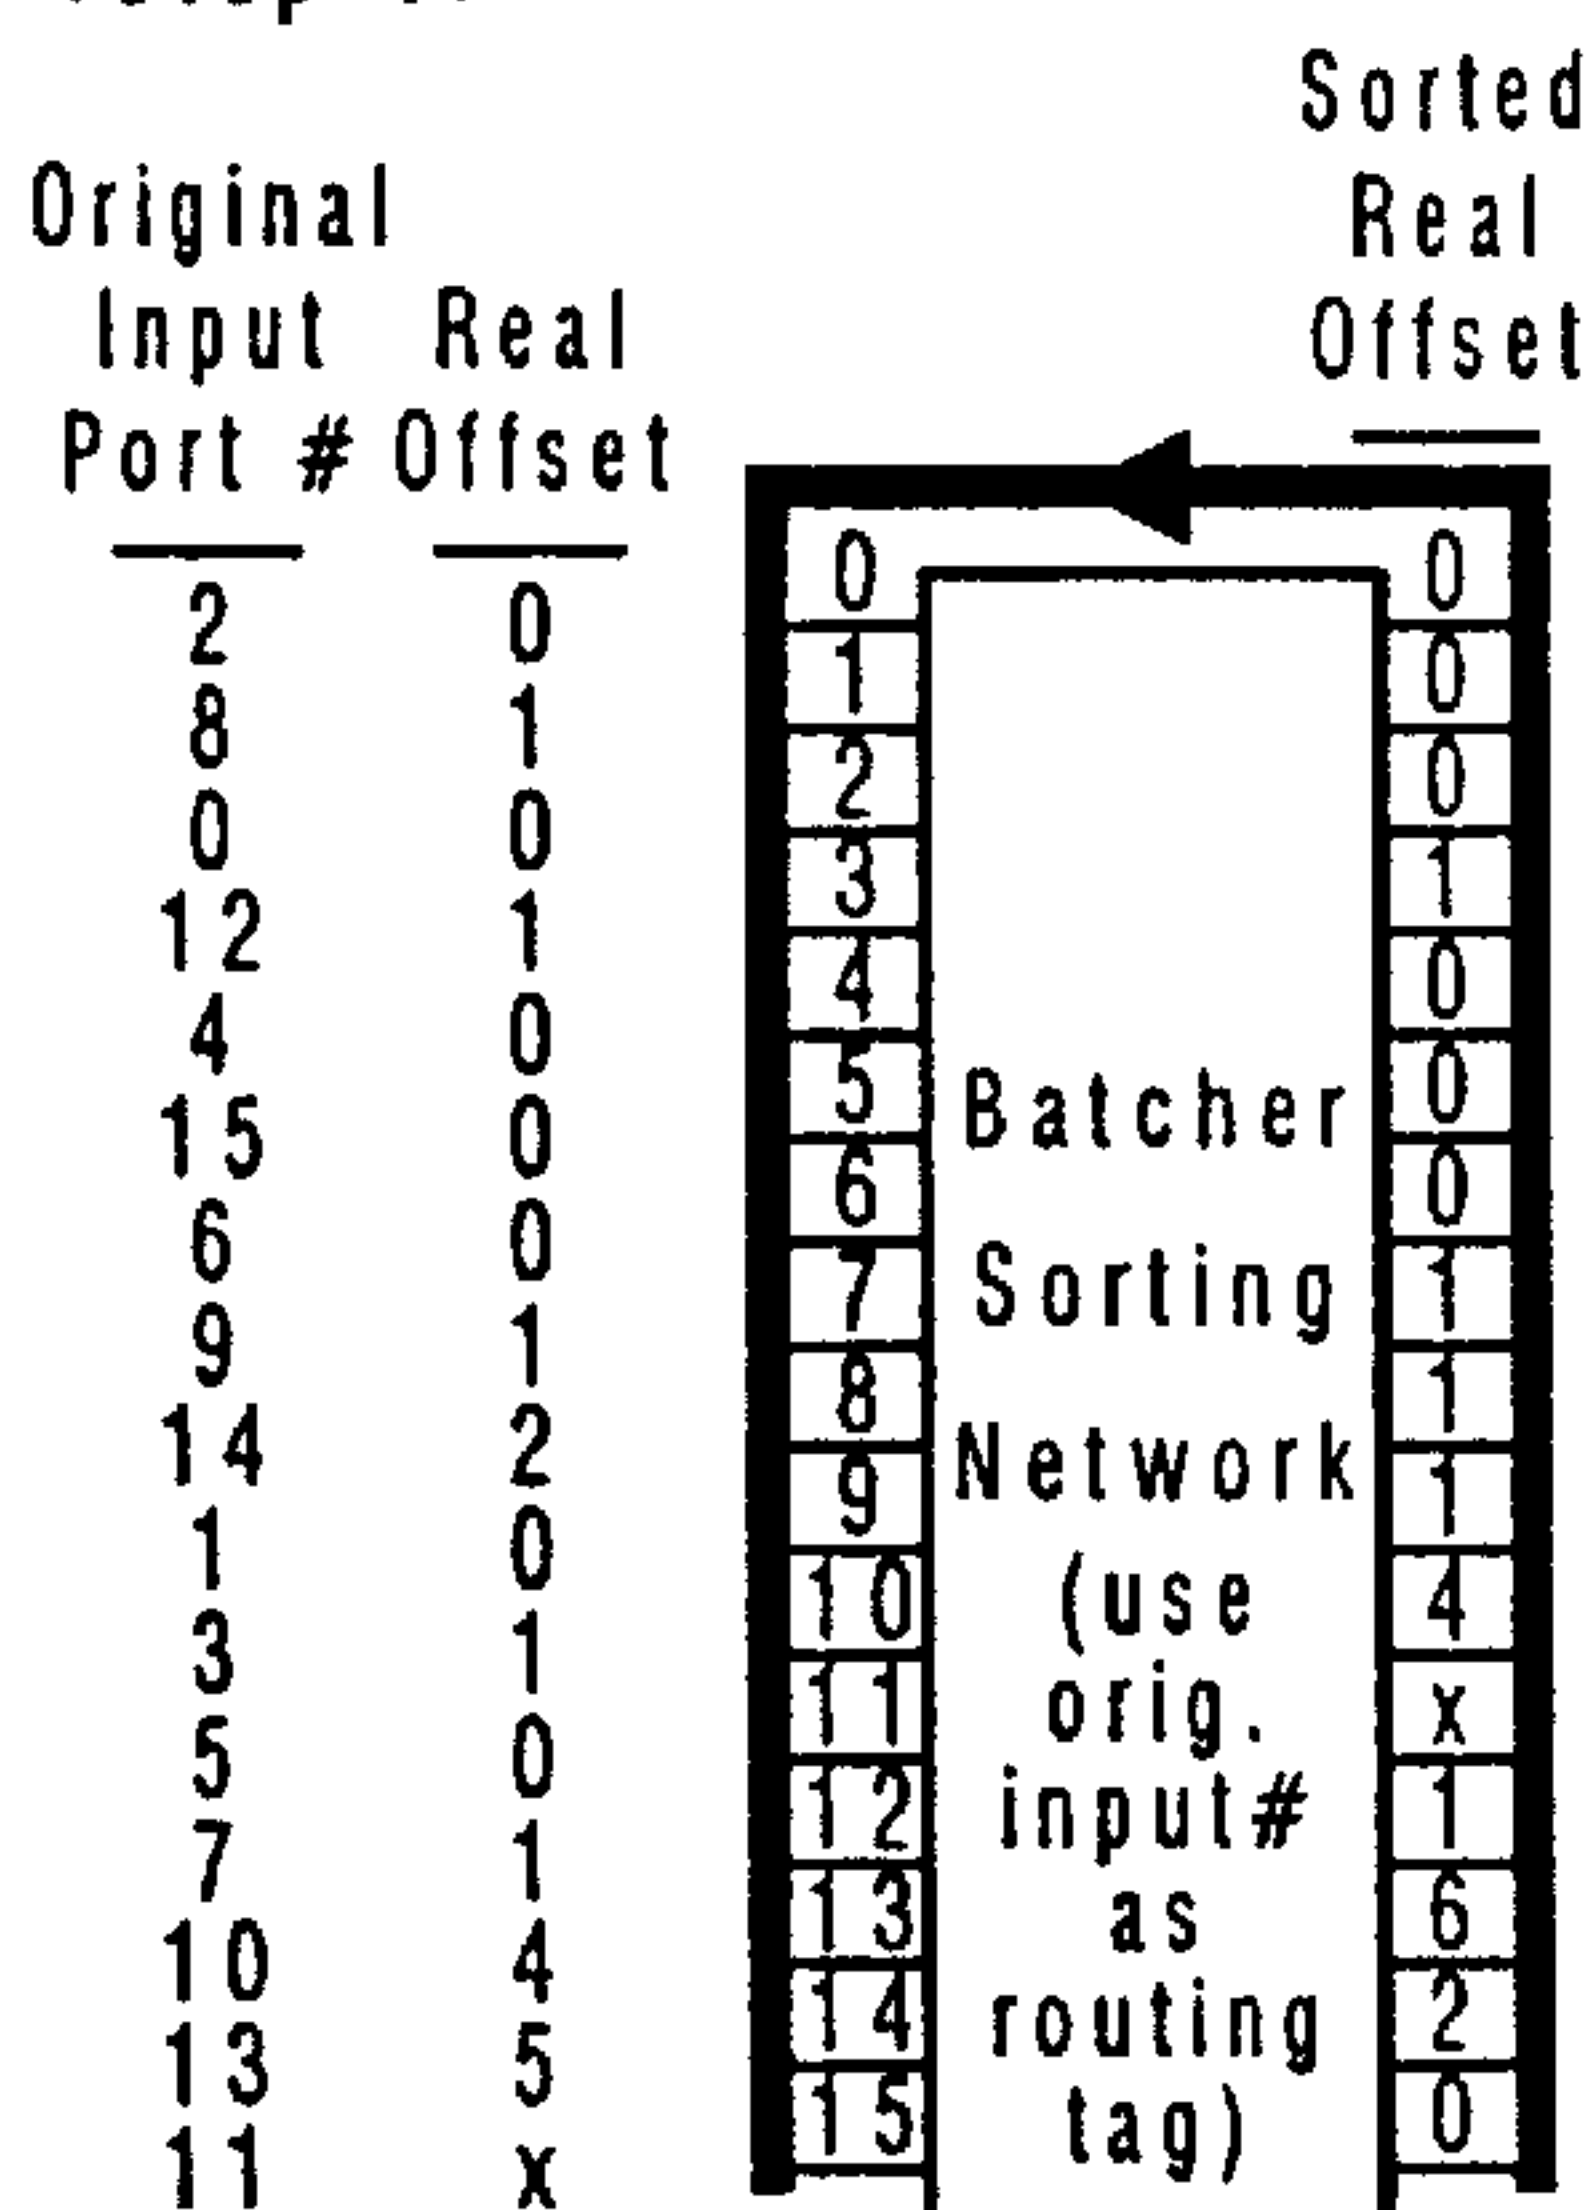 Sorted
Real
Offset
Original
Input Real
Port # Offset
2 0
8 1
0 0
12 1
4 0
15 0
6 0
9 1
14 2
1 0
3 1
5 0
7 1
10 4
13 5
11 x
0 0
1 0
2 0
3 1
4 0
5 0
6 0
7 1
8 1
9 1
10 4
11 x
12 1
13 6
14 2
15 0
Batcher
Sorting
Network
(use
orig.
input#
as
routing
tag)